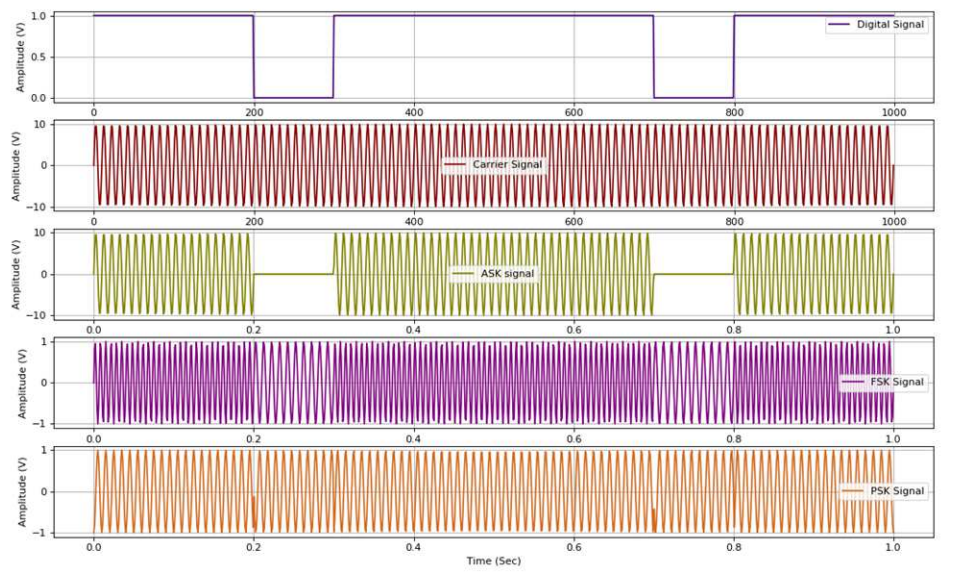 Amplitude (V)
1.0
0.5
0.0
Digital Signal
0 200 400 600 800 1000
Amplitude (V)
10
0
−10
Carrier Signal
0 200 400 600 800 1000
Amplitude (V)
10
0
−10
ASK signal
0.0 0.2 0.4 0.6 0.8 1.0
Amplitude (V)
1
0
−1
FSK Signal
0.0 0.2 0.4 0.6 0.8 1.0
Amplitude (V)
1
0
−1
PSK Signal
0.0 0.2 0.4 0.6 0.8 1.0
Time (Sec)